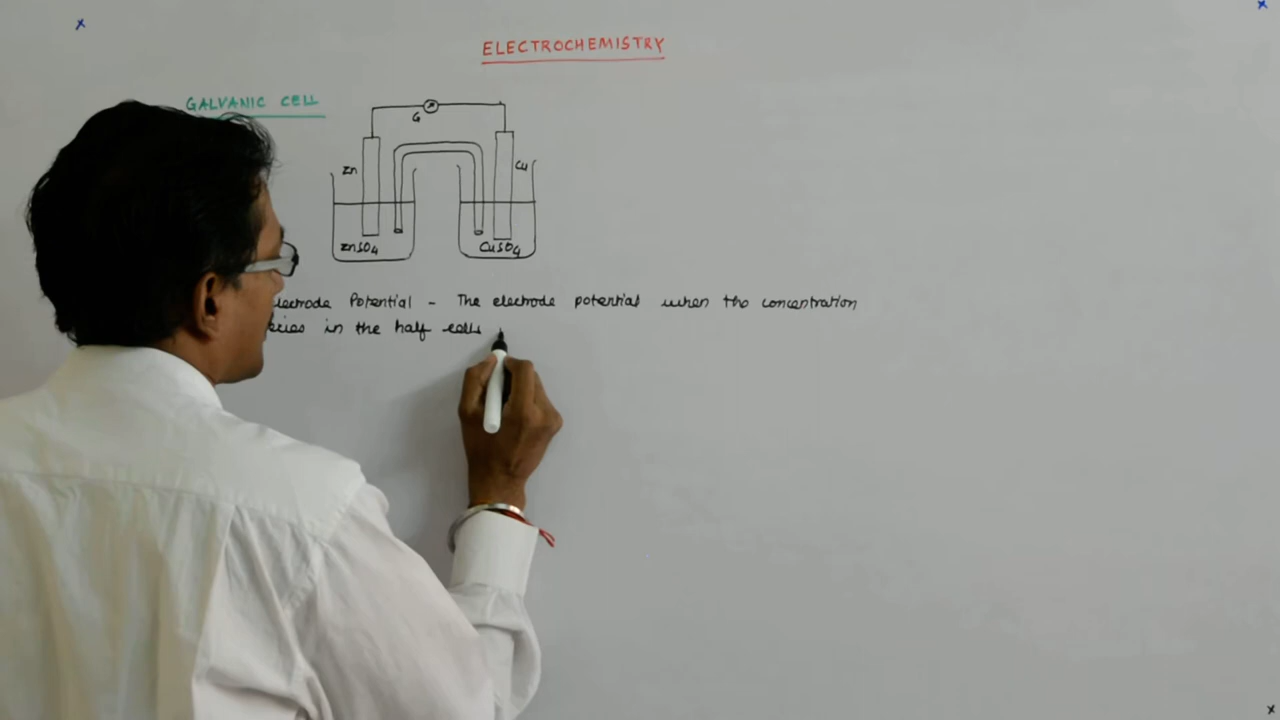 ELECTROCHEMISTRY
GALVANIC CELL
G
Zn
Cu
ZnSO4
CuSO4
Potential - The electrode potential when the concentration
in the half cells